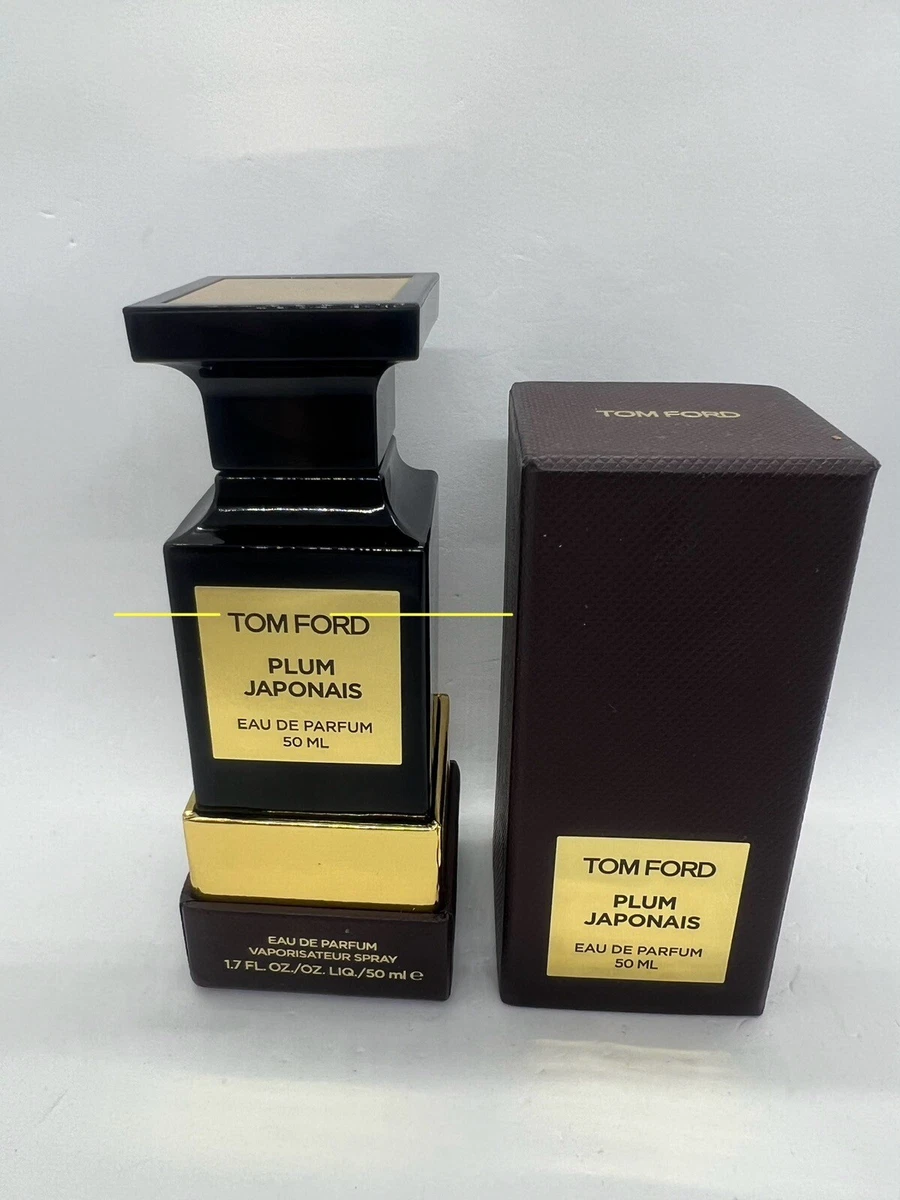 TOM FORD
PLUM
JAPONAIS
EAU DE PARFUM
50 ML
EAU DE PARFUM
VAPORISATEUR SPRAY
1.7 FL. OZ./OZ. LIQ./50 ml ℮
TOM FORD
TOM FORD
PLUM
JAPONAIS
EAU DE PARFUM
50 ML